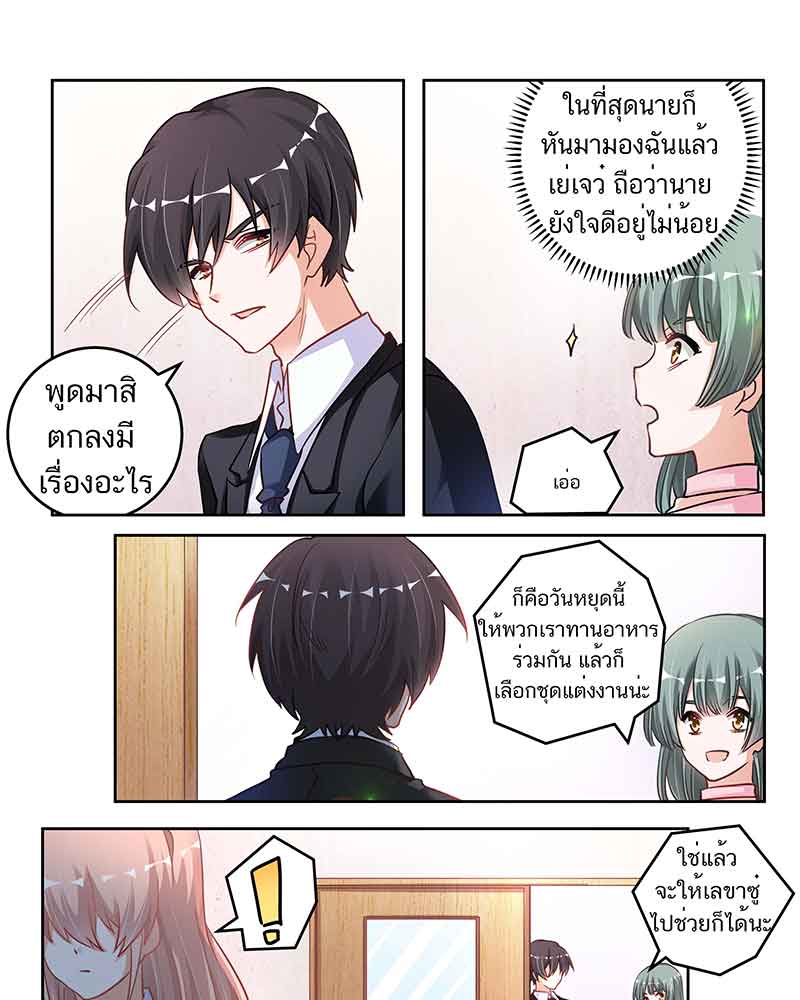 พูดมาสิ
ตกลงมี
เรื่องอะไร
ในที่สุดนายก็
หันมามองฉันแล้ว
เย่เจว๋ ถือว่านาย
ยังใจดีอยู่ไม่น้อย
เอ่อ
ก็คือวันหยุดนี้
ให้พวกเราทานอาหาร
ร่วมกัน แล้วก็
เลือกชุดแต่งงานน่ะ
!
ใช่แล้ว
จะให้เลขาซู่
ไปช่วยก็ได้นะ